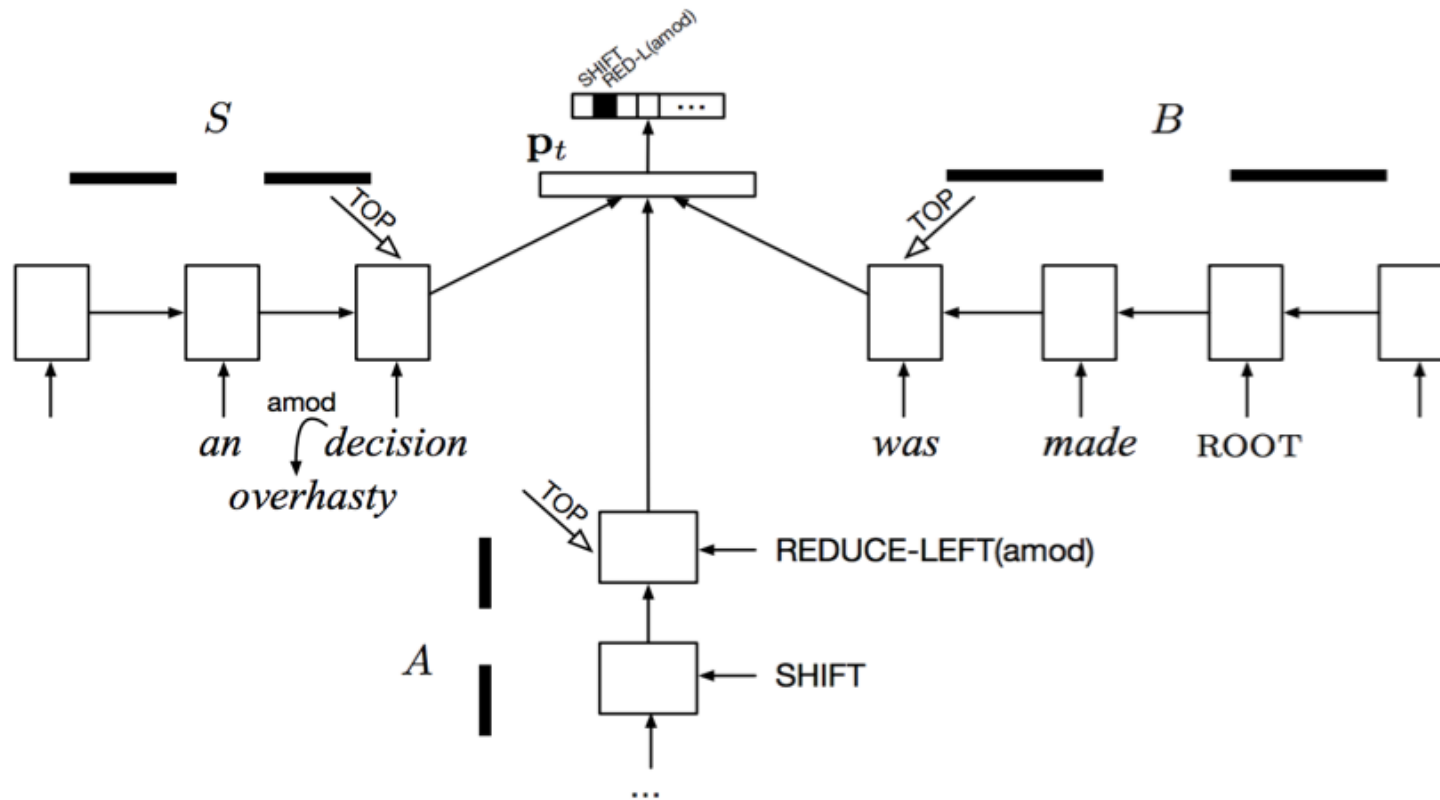 SHIFT
RED-L(amod)
...
S
p_t
B
TOP
TOP
amod
an
decision
was
made
ROOT
overhasty
TOP
REDUCE-LEFT(amod)
A
SHIFT
...